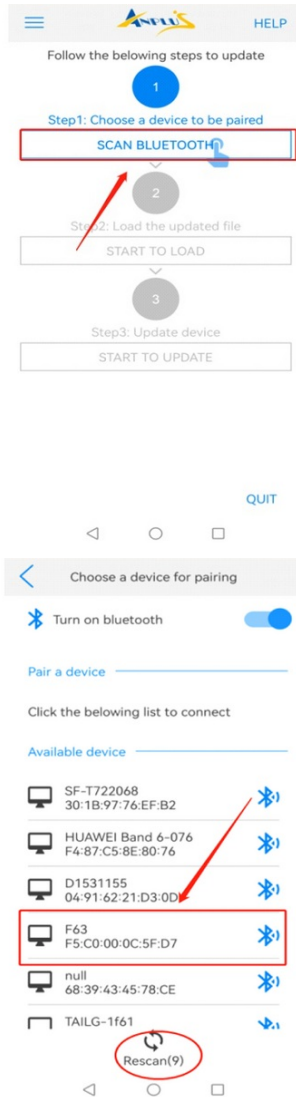 ANPLUS
HELP
Follow the belowing steps to update
1
Step1: Choose a device to be paired
SCAN BLUETOOTH
2
Step2: Load the updated file
START TO LOAD
3
Step3: Update device
START TO UPDATE
QUIT
Choose a device for pairing
Turn on bluetooth
Pair a device
Click the belowing list to connect
Available device
SF-T722068
30:1B:97:76:EF:B2
HUAWEI Band 6-076
F4:87:C5:8E:80:76
D1531155
04:91:62:21:D3:0D
F63
F5:C0:00:0C:5F:D7
null
68:39:43:45:78:CE
TAILG-1f61
Rescan(9)